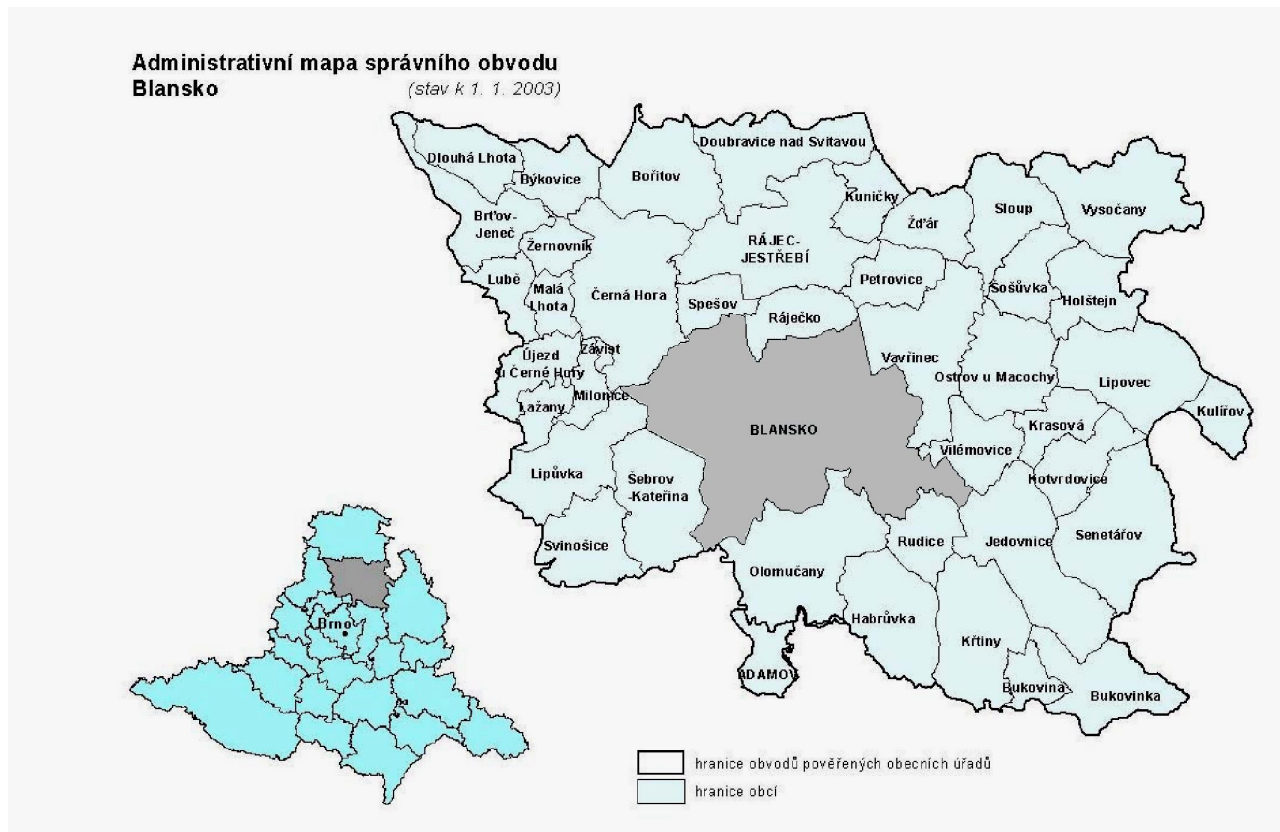 Administrativní mapa správního obvodu
Blansko (stav k 1. 1. 2003)
Doubravice nad Svitavou
Dlouhá Lhota
Býkovice
Bořitov
Kuničky
Sloup
Vysočany
Brťov-
Jeneč
Žďár
Žernovník
RÁJEC-
JESTŘEBÍ
Lubě
Malá
Lhota
Černá Hora
Spešov
Petrovice
Šošůvka
Holštejn
Ráječko
Závist
Újezd
u Černé Hory
Vavřinec
Ostrov u Macochy
Lipovec
Lažany
Milonice
Kulířov
BLANSKO
Krasová
Vilémovice
Lipůvka
Šebrov
-Kateřina
Kotvrdovice
Svinošice
Rudice
Jedovnice
Senetářov
Olomučany
Habrůvka
Křtiny
ADAMOV
Bukovina
Bukovinka
Brno
hranice obvodů pověřených obecních úřadů
hranice obcí